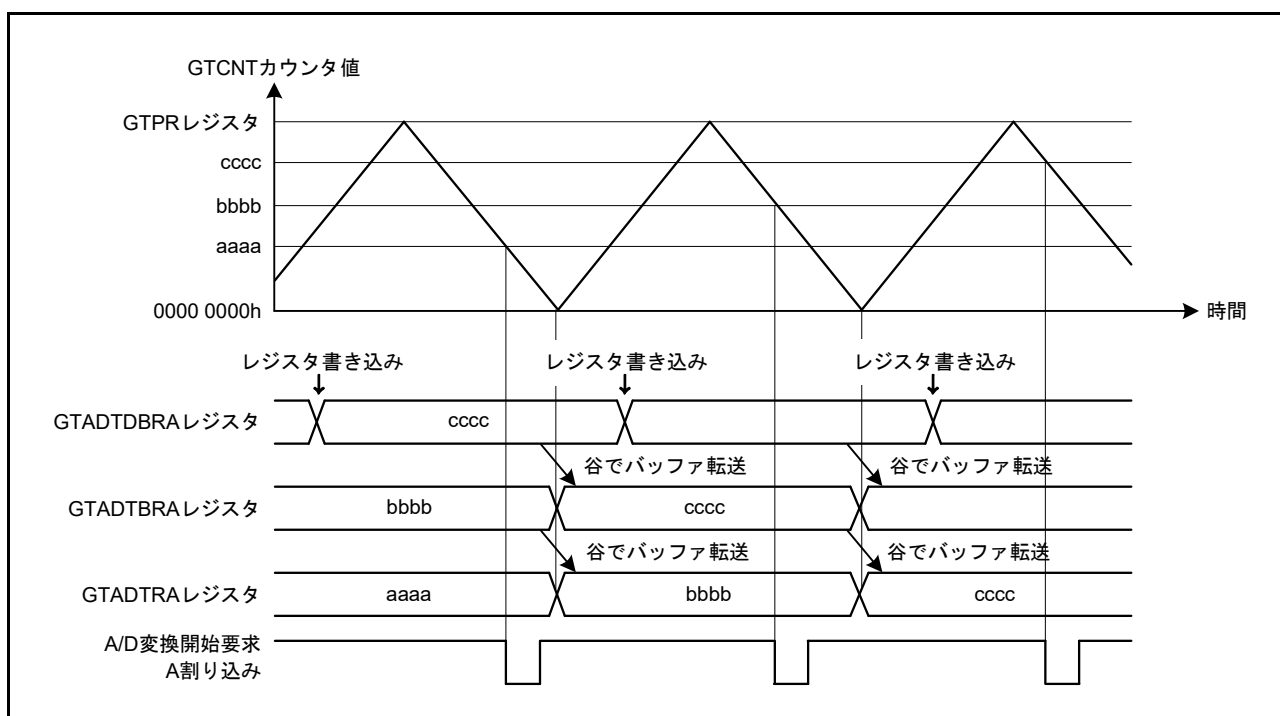 GTCNTカウンタ値
GTPRレジスタ
cccc
bbbb
aaaa
0000 0000h
時間
レジスタ書き込み レジスタ書き込み レジスタ書き込み
GTADTDBRAレジスタ cccc
谷でバッファ転送 谷でバッファ転送
GTADTBRAレジスタ bbbb cccc
谷でバッファ転送 谷でバッファ転送
GTADTRAレジスタ aaaa bbbb cccc
A/D変換開始要求
A割り込み